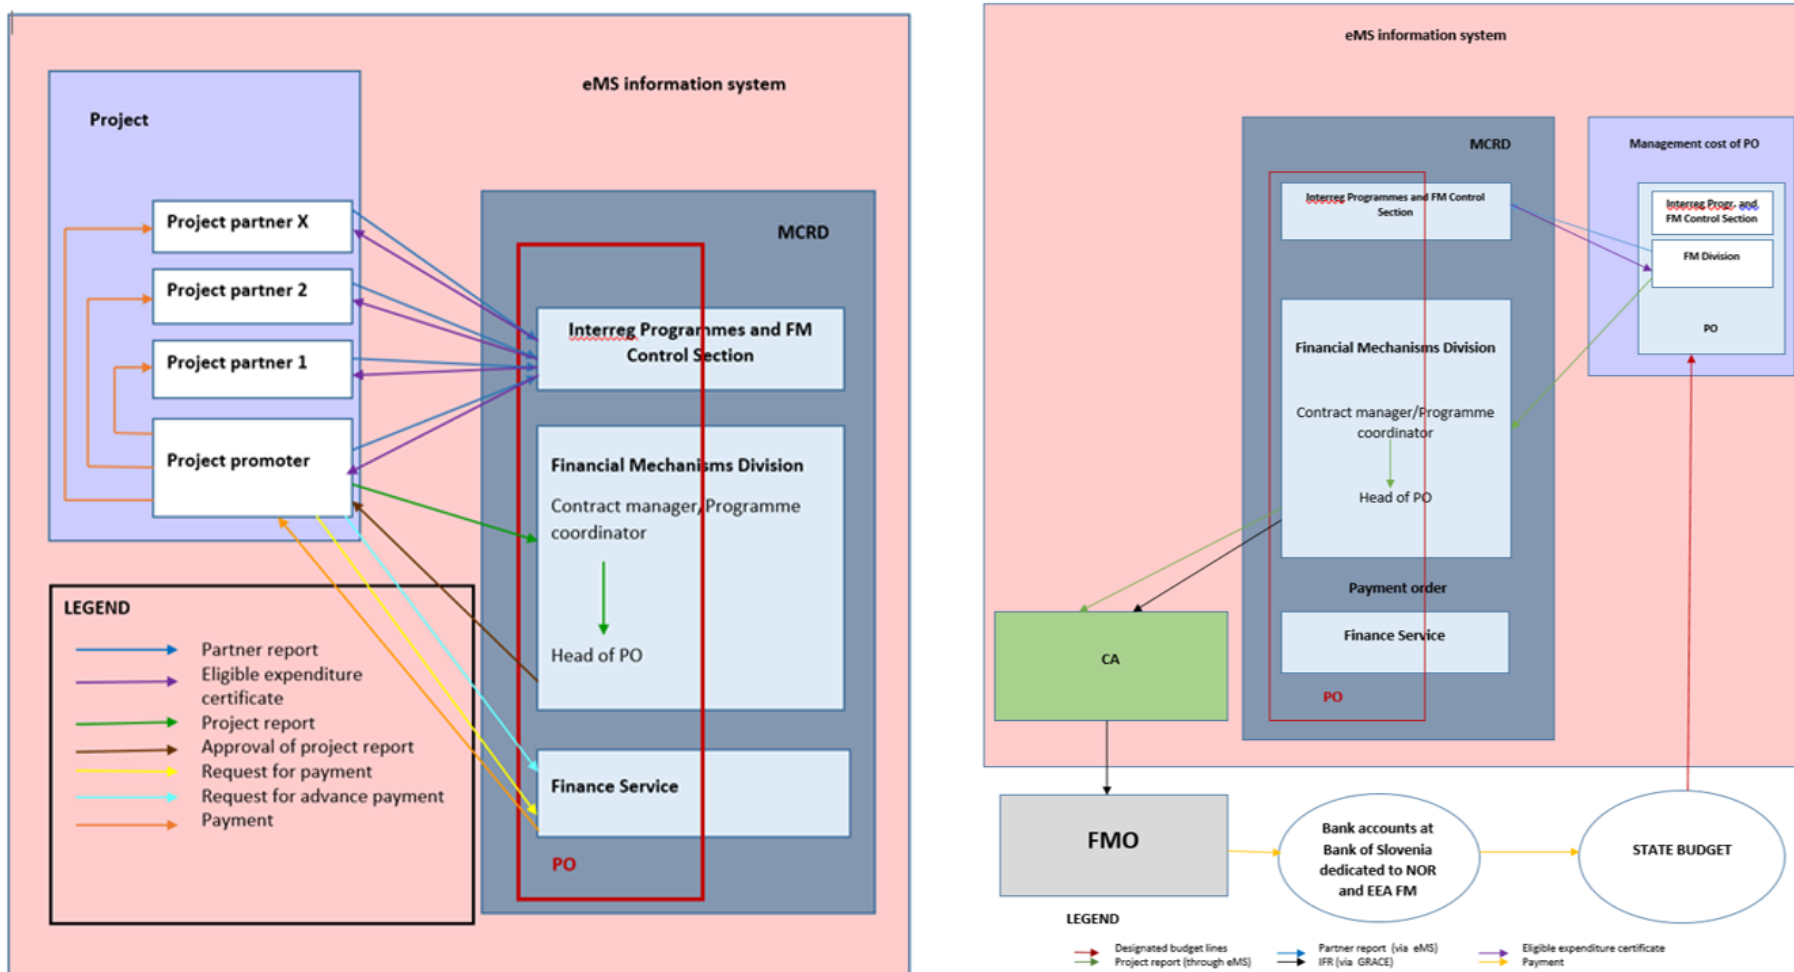 eMS information system
Project
Project partner X
Project partner 2
Project partner 1
Project promoter
MCRD
Interreg Programmes and FM
Control Section
Financial Mechanisms Division
Contract manager/Programme
coordinator
Head of PO
Finance Service
PO
LEGEND
Partner report
Eligible expenditure
certificate
Project report
Approval of project report
Request for payment
Request for advance payment
Payment
eMS information system
MCRD
Interreg Programmes and FM Control
Section
Financial Mechanisms Division
Contract manager/Programme
coordinator
Head of PO
Payment order
Finance Service
PO
Management cost of PO
Interreg Progr. and
FM Control Section
FM Division
PO
CA
FMO
Bank accounts at
Bank of Slovenia
dedicated to NOR
and EEA FM
STATE BUDGET
LEGEND
Designated budget lines
Project report (through eMS)
Partner report (via eMS)
IFR (via GRACE)
Eligible expenditure certificate
Payment